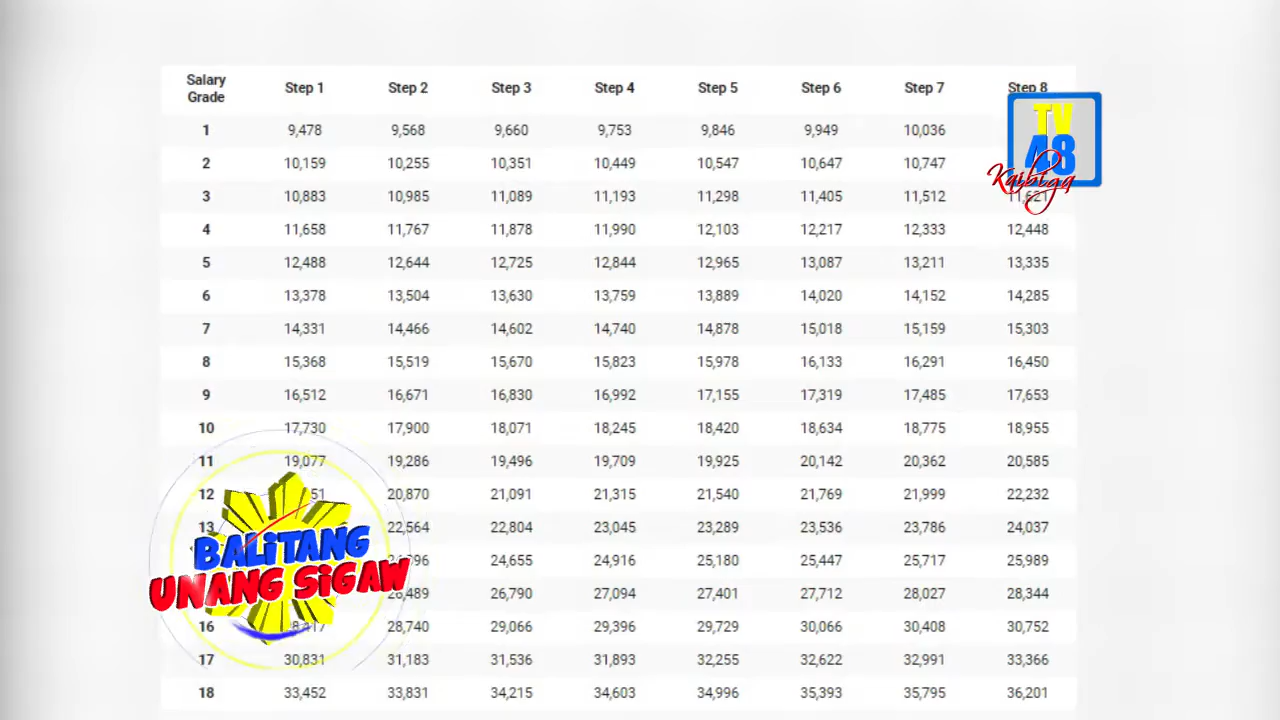 Salary Grade Step 1 Step 2 Step 3 Step 4 Step 5 Step 6 Step 7 Step 8
1 9,478 9,568 9,660 9,753 9,846 9,949 10,036
2 10,159 10,255 10,351 10,449 10,547 10,647 10,747
3 10,883 10,985 11,089 11,193 11,298 11,405 11,512 11,621
4 11,658 11,767 11,878 11,990 12,103 12,217 12,333 12,448
5 12,488 12,644 12,725 12,844 12,965 13,087 13,211 13,335
6 13,378 13,504 13,630 13,759 13,889 14,020 14,152 14,285
7 14,331 14,466 14,602 14,740 14,878 15,018 15,159 15,303
8 15,368 15,519 15,670 15,823 15,978 16,133 16,291 16,450
9 16,512 16,671 16,830 16,992 17,155 17,319 17,485 17,653
10 17,730 17,900 18,071 18,245 18,420 18,634 18,775 18,955
11 19,077 19,286 19,496 19,709 19,925 20,142 20,362 20,585
12 20,870 21,091 21,315 21,540 21,769 21,999 22,232
13 22,564 22,804 23,045 23,289 23,536 23,786 24,037
24,655 24,916 25,180 25,447 25,717 25,989
26,489 26,790 27,094 27,401 27,712 28,027 28,344
16 28,740 29,066 29,396 29,729 30,066 30,408 30,752
17 30,831 31,183 31,536 31,893 32,255 32,622 32,991 33,366
18 33,452 33,831 34,215 34,603 34,996 35,393 35,795 36,201
TV
48
Kaibiga
BALITANG
UNANG SIGAW